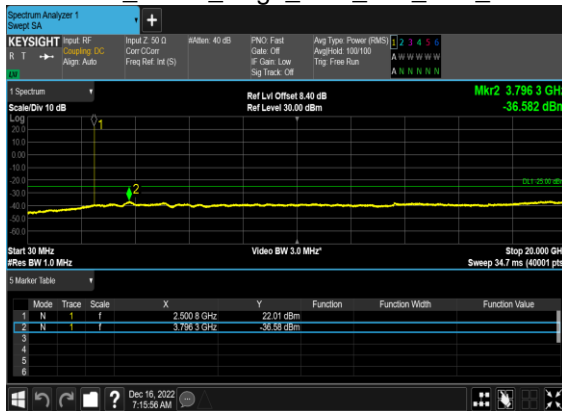 Spectrum Analyzer 1
Swept SA
KEYSIGHT
R T
Input: RF
Coupling: DC
Align: Auto
Input Z: 50 Ω
Corr CCorr
Freq Ref: Int (S)
#Atten: 40 dB
PNO: Fast
Gate: Off
IF Gain: Low
Sig Track: Off
Avg Type: Power (RMS)
Avg|Hold: 100/100
Trig: Free Run
1 2 3 4 5 6
A W W W W W
A N N N N N
1 Spectrum
Scale/Div 10 dB
Ref Lvl Offset 8.40 dB
Ref Level 30.00 dBm
Mkr2 3.796 3 GHz
-36.582 dBm
Log
20.0
10.0
0.00
-10.0
-20.0
-30.0
-40.0
-50.0
-60.0
1
2
Start 30 MHz
#Res BW 1.0 MHz
Video BW 3.0 MHz*
Stop 20.000 GH
Sweep 34.7 ms (40001 pts
5 Marker Table
Mode Trace Scale X Y Function Function Width Function Value
1 N 1 f 2.500 8 GHz 22.01 dBm
2 N 1 f 3.796 3 GHz -36.58 dBm
3
4
5
6
?
Dec 16, 2022
7:15:56 AM